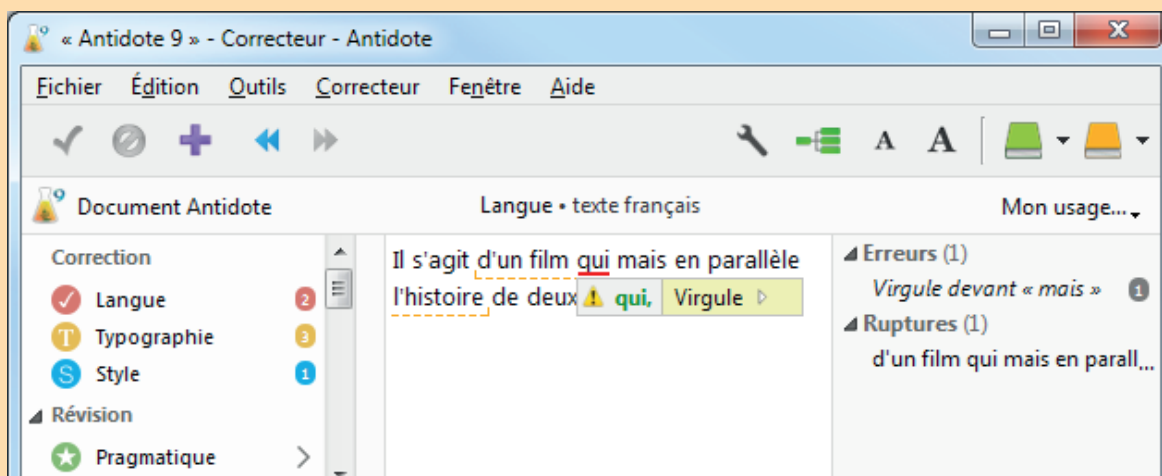 « Antidote 9 » - Correcteur - Antidote
Fichier Édition Outils Correcteur Fenêtre Aide
A A
9 Document Antidote Langue • texte français Mon usage...
Correction
Langue 2
T Typographie 3
S Style 1
Révision
Pragmatique
Il s'agit d'un film qui mais en parallèle
l'histoire de deux
qui, Virgule
Erreurs (1)
Virgule devant « mais » 1
Ruptures (1)
d'un film qui mais en parall...